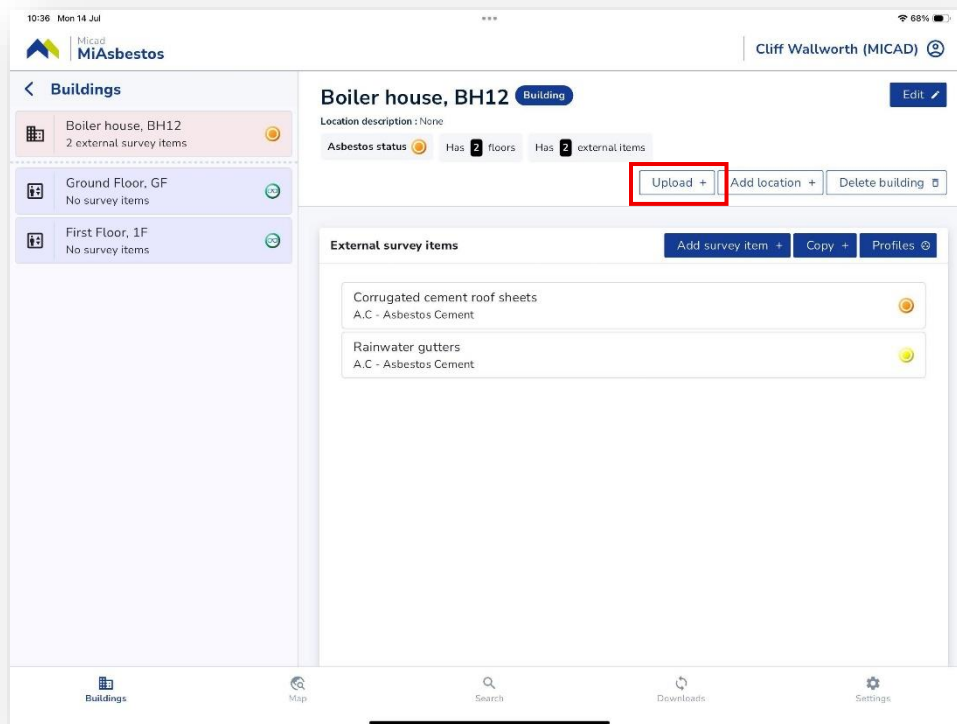 10:36 Mon 14 Jul
68%
Micad
MiAsbestos
Cliff Wallworth (MICAD)
Buildings
Boiler house, BH12
2 external survey items
Ground Floor, GF
No survey items
First Floor, 1F
No survey items
Boiler house, BH12 Building
Edit
Location description : None
Asbestos status Has 2 floors Has 2 external items
Upload + Add location + Delete building
External survey items
Add survey item + Copy + Profiles
Corrugated cement roof sheets
A.C - Asbestos Cement
Rainwater gutters
A.C - Asbestos Cement
Buildings Map Search Downloads Settings